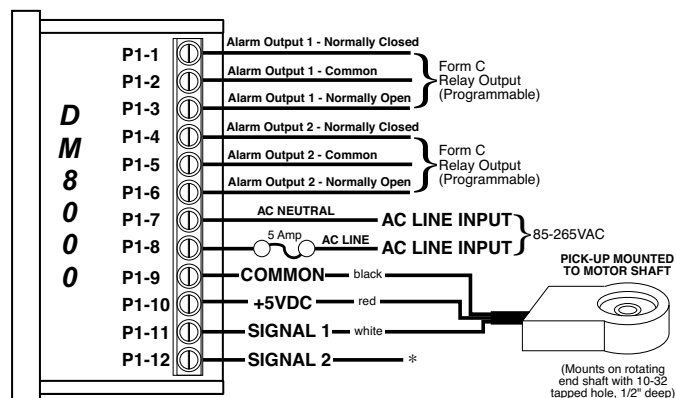 DM8000
P1-1 Alarm Output 1 - Normally Closed
P1-2 Alarm Output 1 - Common
P1-3 Alarm Output 1 - Normally Open
Form C
Relay Output
(Programmable)
P1-4 Alarm Output 2 - Normally Closed
P1-5 Alarm Output 2 - Common
P1-6 Alarm Output 2 - Normally Open
Form C
Relay Output
(Programmable)
P1-7 AC NEUTRAL AC LINE INPUT
P1-8 5 Amp AC LINE AC LINE INPUT
85-265VAC
P1-9 COMMON black
P1-10 +5VDC red
P1-11 SIGNAL 1 white
P1-12 SIGNAL 2 *
PICK-UP MOUNTED
TO MOTOR SHAFT
(Mounts on rotating
end shaft with 10-32
tapped hole, 1/2" deep)